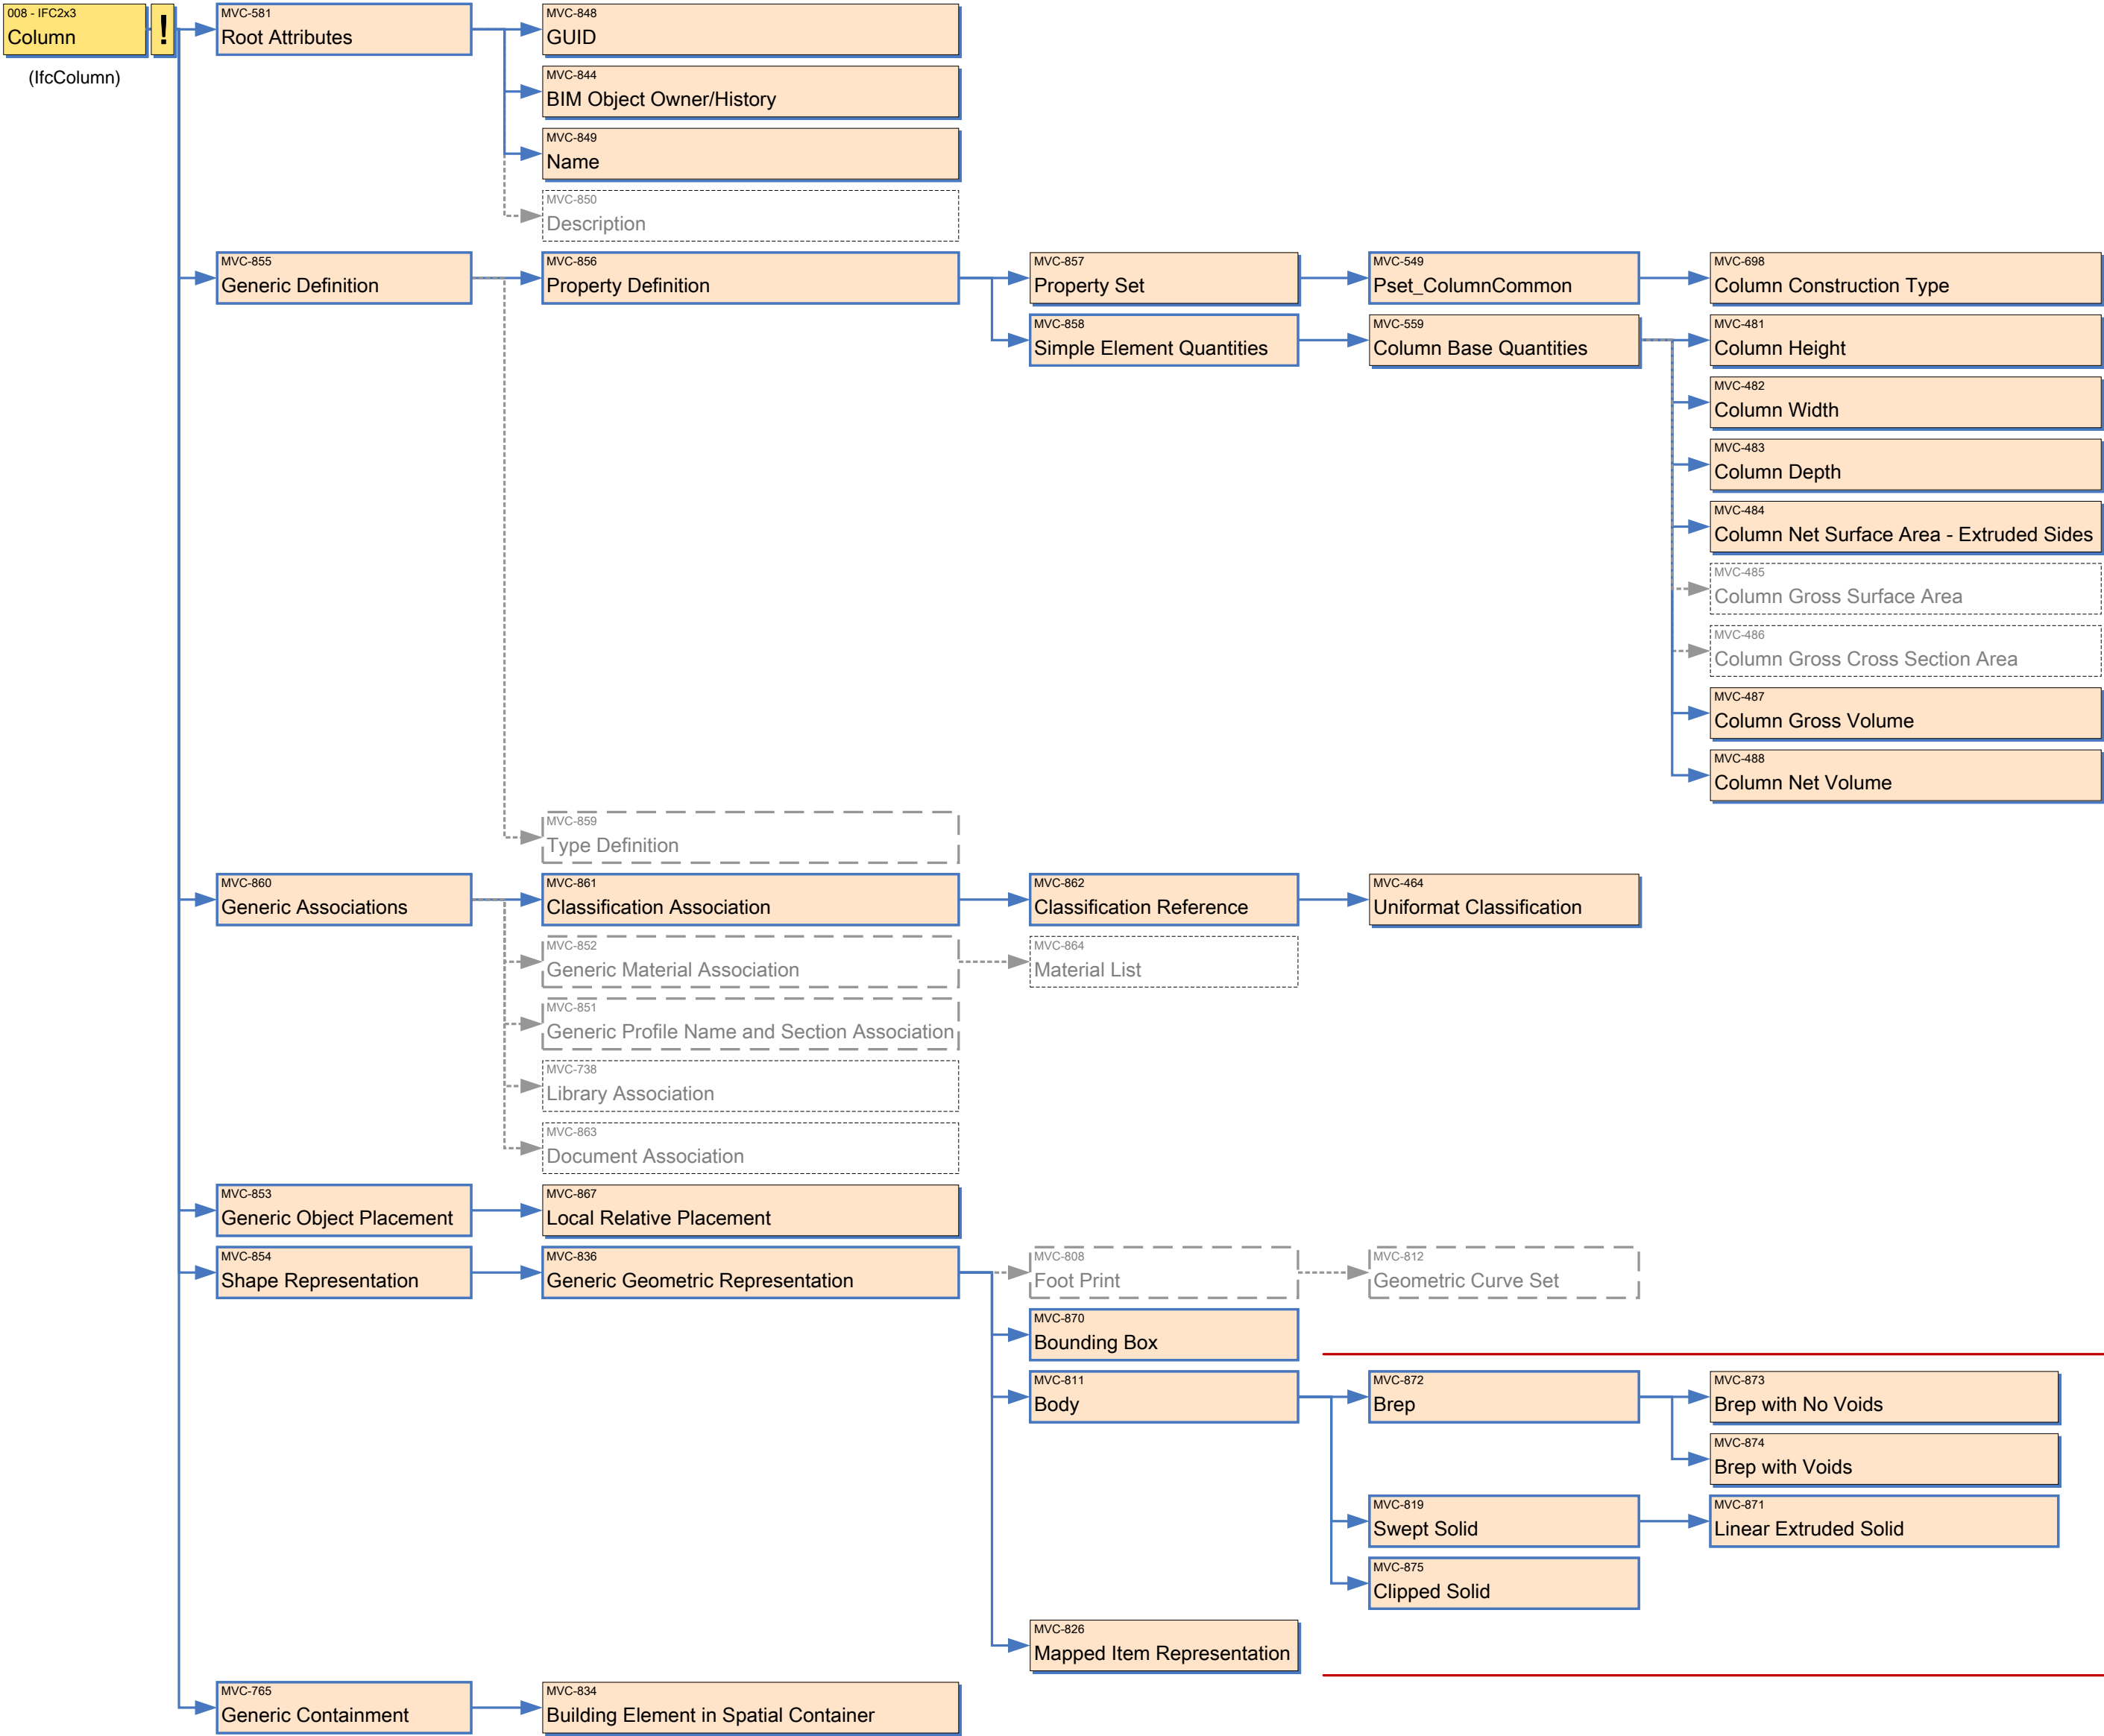 008 - IFC2x3
Column
!
(IfcColumn)
MVC-581
Root Attributes
MVC-848
GUID
MVC-844
BIM Object Owner/History
MVC-849
Name
MVC-850
Description
MVC-855
Generic Definition
MVC-856
Property Definition
MVC-857
Property Set
MVC-549
Pset_ColumnCommon
MVC-698
Column Construction Type
MVC-858
Simple Element Quantities
MVC-559
Column Base Quantities
MVC-481
Column Height
MVC-482
Column Width
MVC-483
Column Depth
MVC-484
Column Net Surface Area - Extruded Sides
MVC-485
Column Gross Surface Area
MVC-486
Column Gross Cross Section Area
MVC-487
Column Gross Volume
MVC-488
Column Net Volume
MVC-859
Type Definition
MVC-860
Generic Associations
MVC-861
Classification Association
MVC-862
Classification Reference
MVC-464
Uniformat Classification
MVC-852
Generic Material Association
MVC-864
Material List
MVC-851
Generic Profile Name and Section Association
MVC-738
Library Association
MVC-863
Document Association
MVC-853
Generic Object Placement
MVC-867
Local Relative Placement
MVC-854
Shape Representation
MVC-836
Generic Geometric Representation
MVC-808
Foot Print
MVC-812
Geometric Curve Set
MVC-870
Bounding Box
MVC-811
Body
MVC-872
Brep
MVC-873
Brep with No Voids
MVC-874
Brep with Voids
MVC-819
Swept Solid
MVC-871
Linear Extruded Solid
MVC-875
Clipped Solid
MVC-826
Mapped Item Representation
MVC-765
Generic Containment
MVC-834
Building Element in Spatial Container